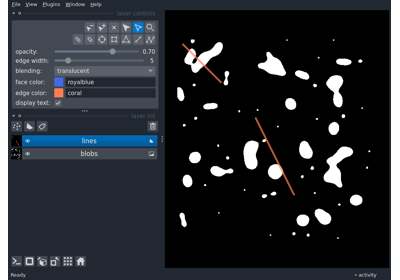 File View Plugins Window Help
layer controls
opacity: 0.70
edge width: 5
blending: translucent
face color: royalblue
edge color: coral
display text:
layer list
lines
blobs
Ready
activity